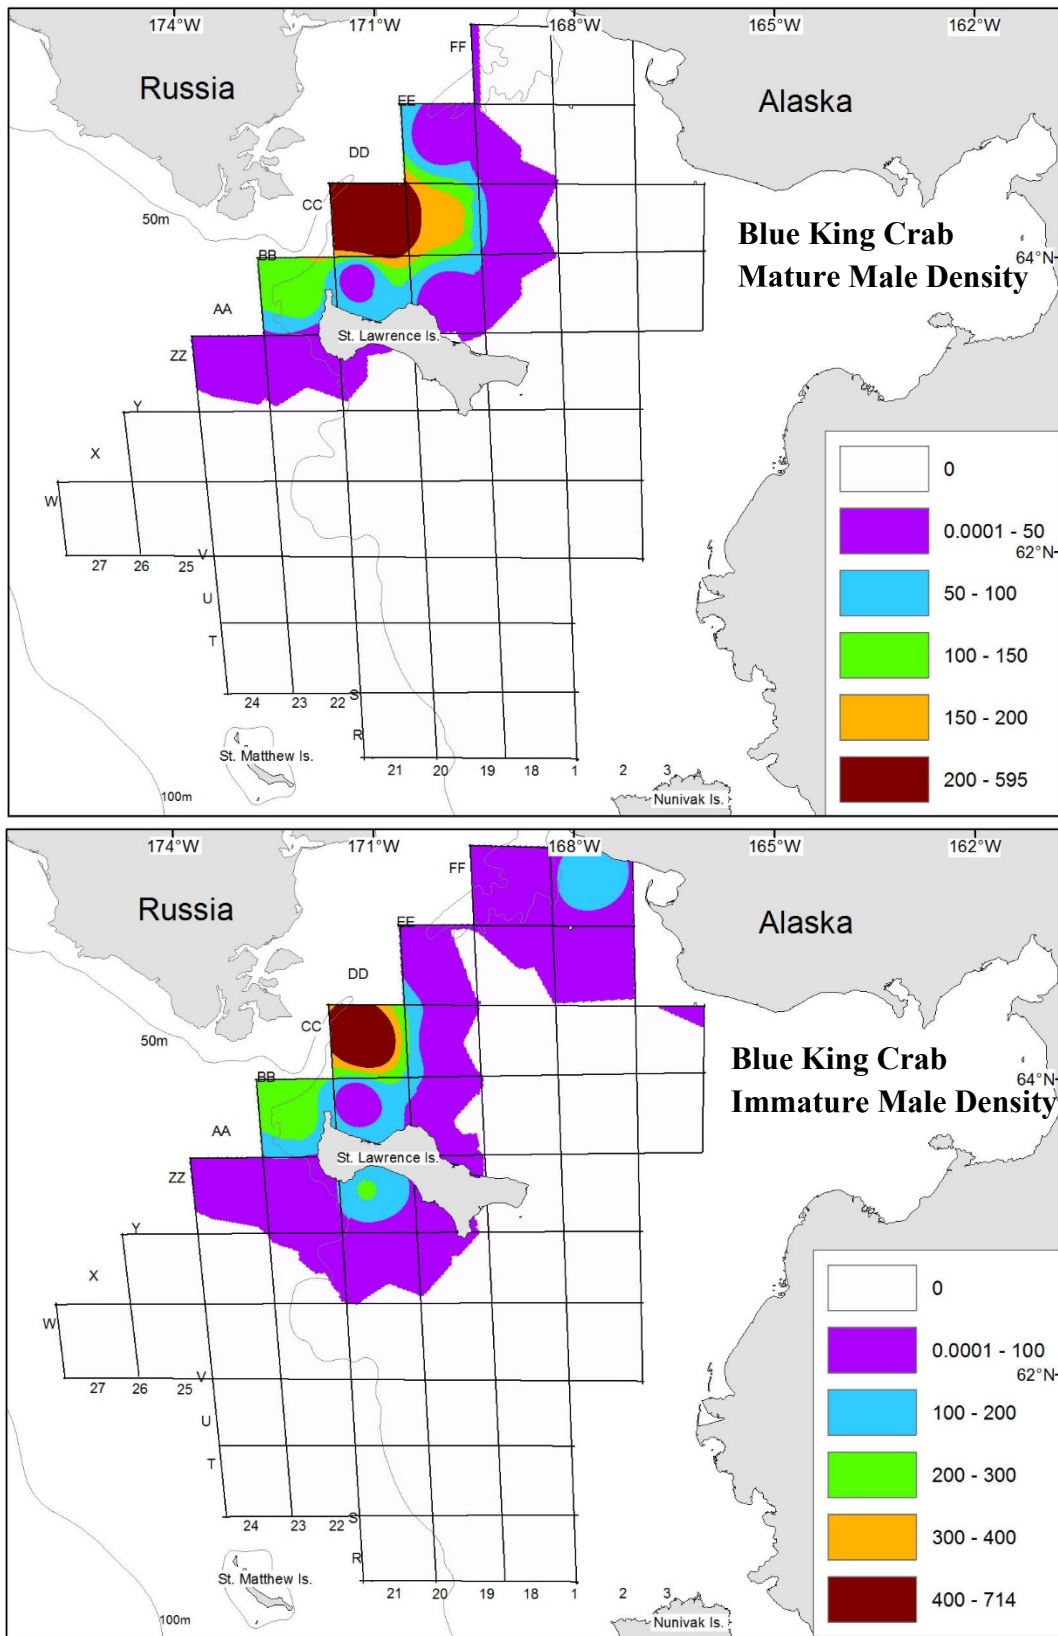 174°W 171°W 168°W 165°W 162°W
FF
Russia
Alaska
EE
DD
CC
50m
Blue King Crab
Mature Male Density
64°N
BB
AA
St. Lawrence Is.
ZZ
Y
X
W
0
0.0001 - 50
62°N
27 26 25 V
50 - 100
U
T
100 - 150
24 23 22 S
150 - 200
R
St. Matthew Is.
21 20 19 18 1 2 3
200 - 595
100m
Nunivak Is.
174°W 171°W 168°W 165°W 162°W
FF
Russia
Alaska
EE
DD
CC
50m
Blue King Crab
Immature Male Density
64°N
BB
AA
St. Lawrence Is.
ZZ
Y
X
W
0
0.0001 - 100
62°N
27 26 25 V
100 - 200
U
T
200 - 300
24 23 22 S
300 - 400
R
St. Matthew Is.
21 20 19 18 1 2 3
400 - 714
100m
Nunivak Is.